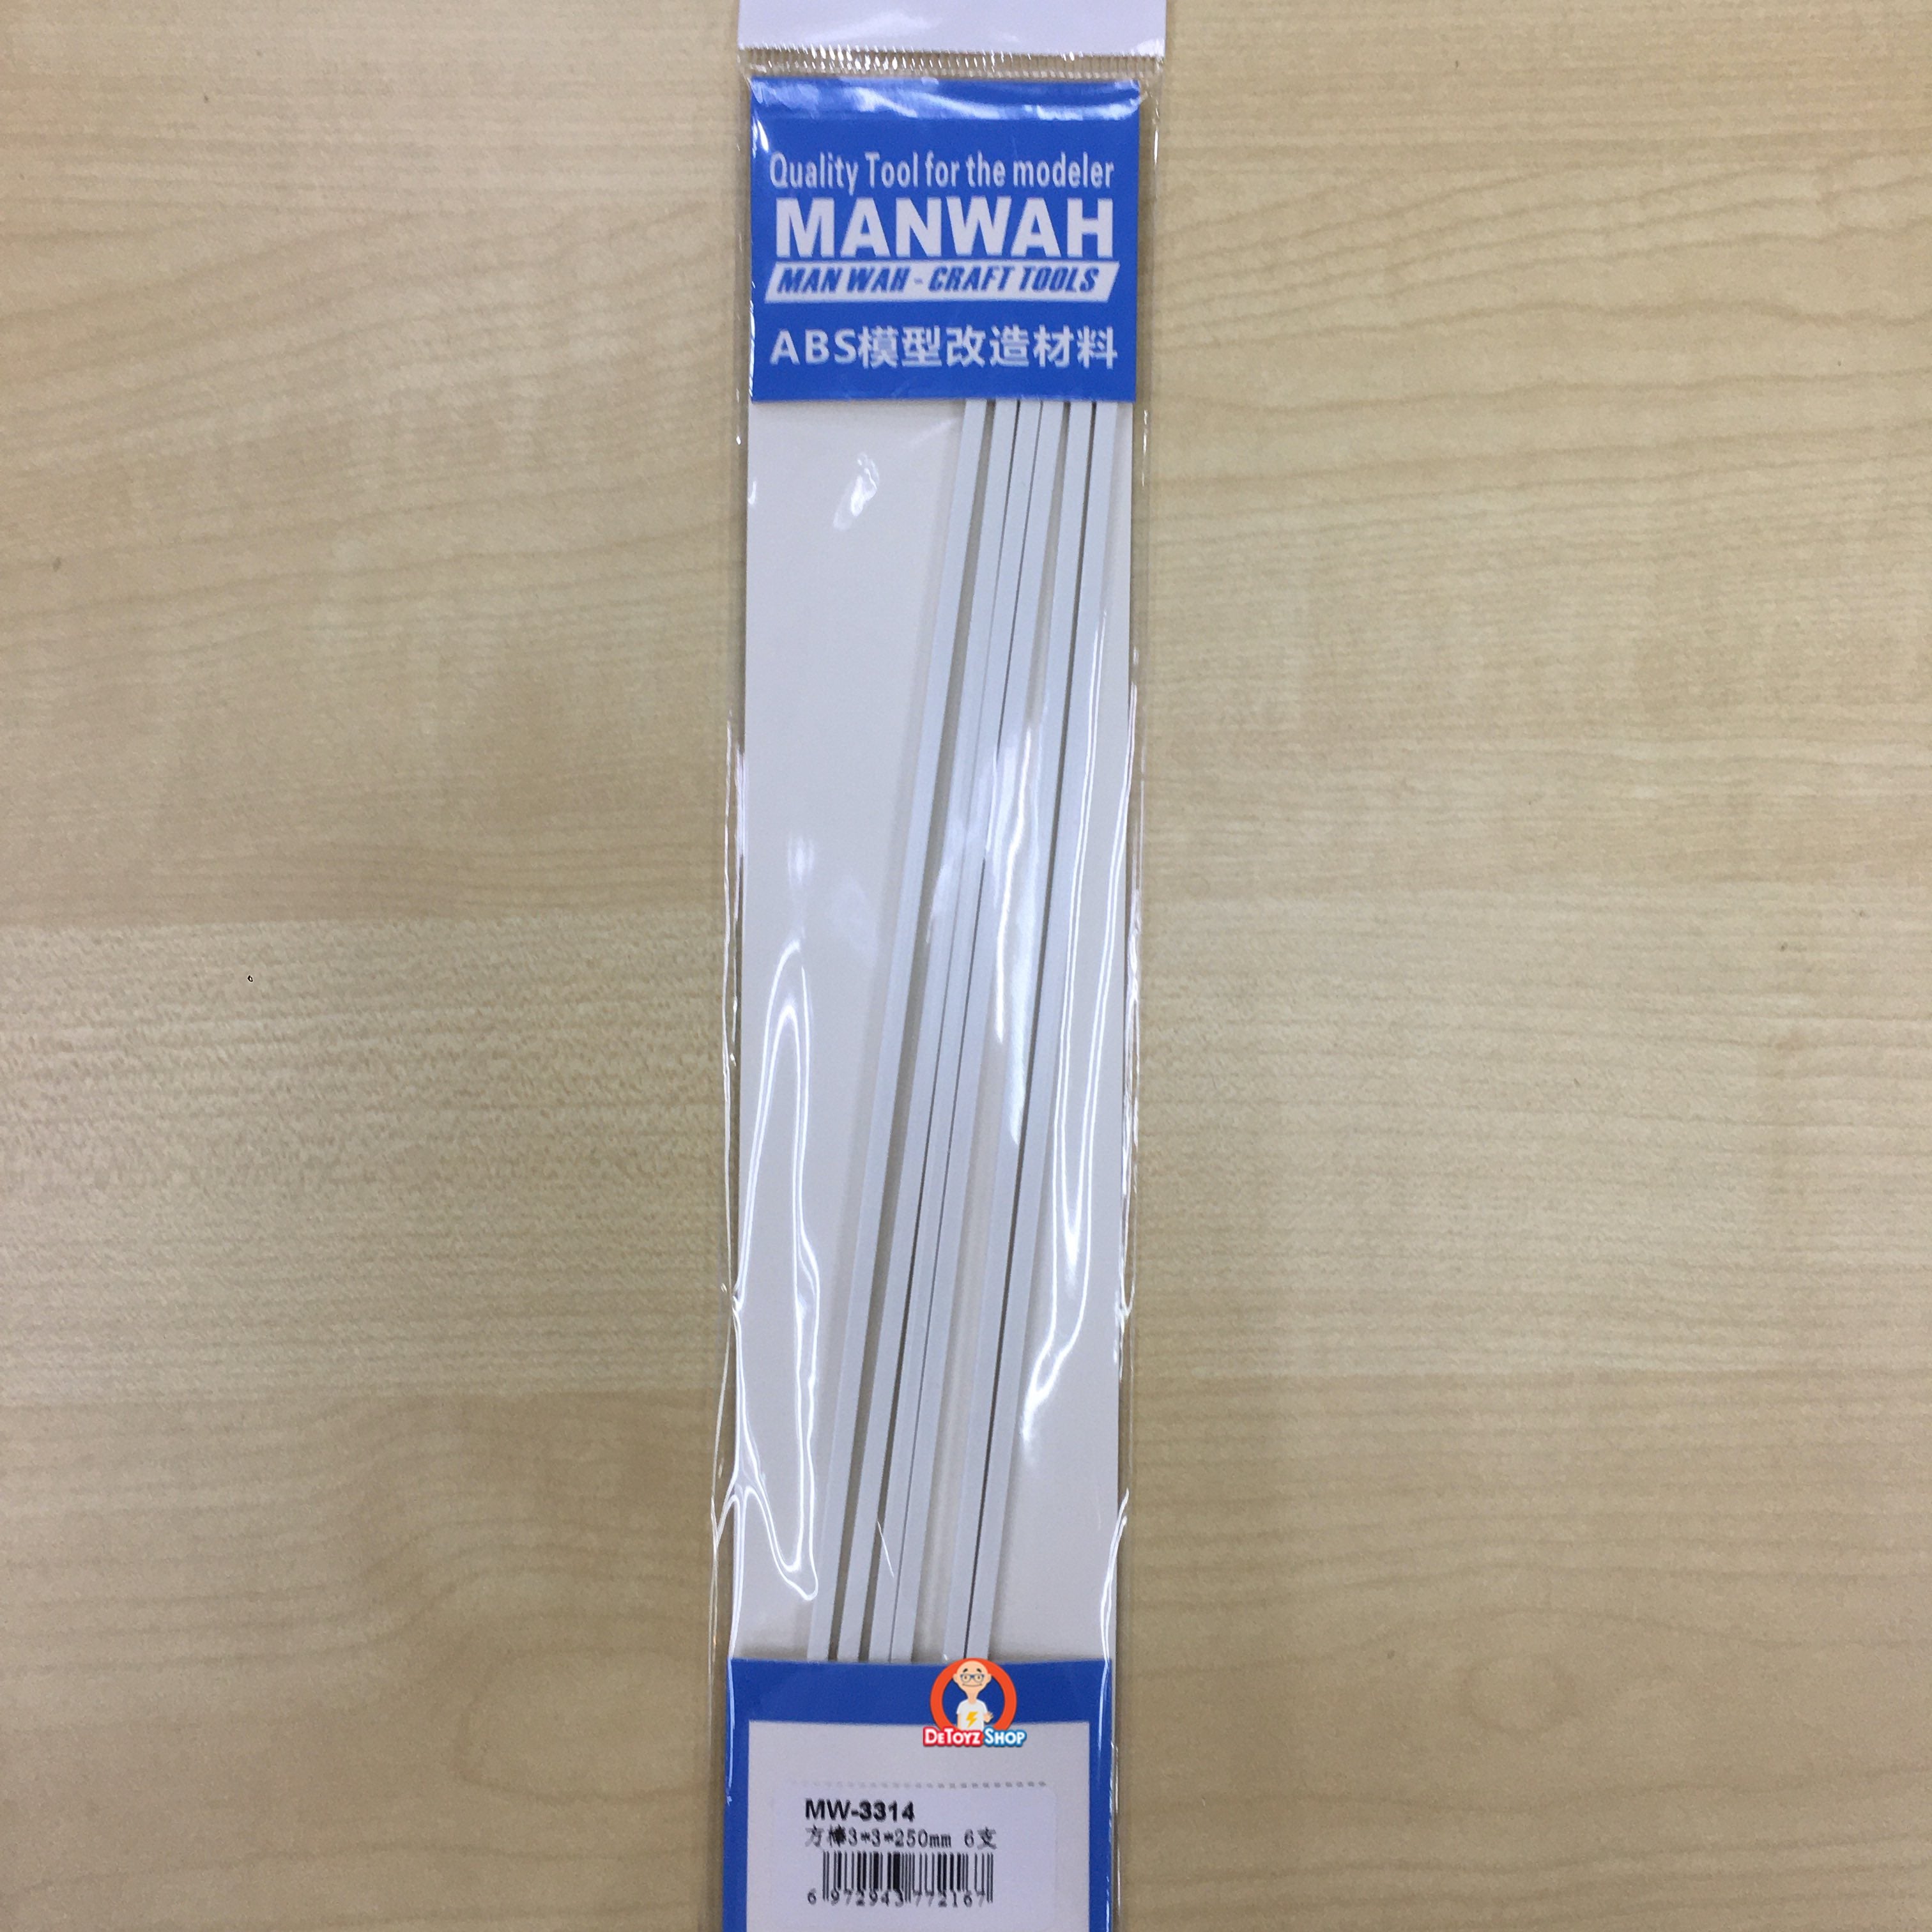 Quality Tool for the modeler
MANWAH
MAN WAH - CRAFT TOOLS
ABS模型改造材料
DETOYZ SHOP
MW-3314
方棒3*3*250mm 6支
6 972943 772167